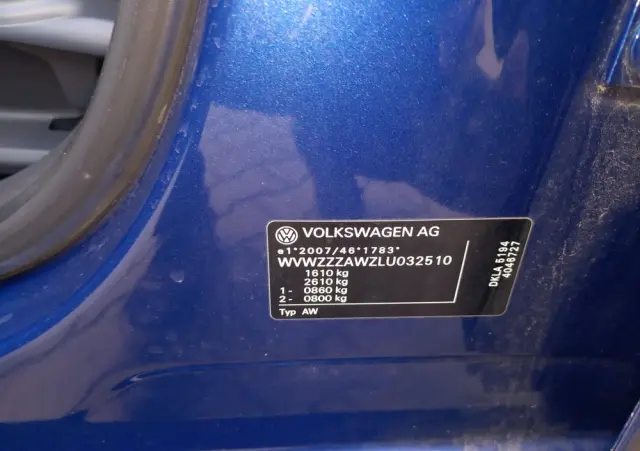 VOLKSWAGEN AG
e1*2007/46*1783*
WVWZZZAWZLU032510
1610 kg
2610 kg
1- 0860 kg
2- 0800 kg
Typ AW
DKLA 5194
4046727